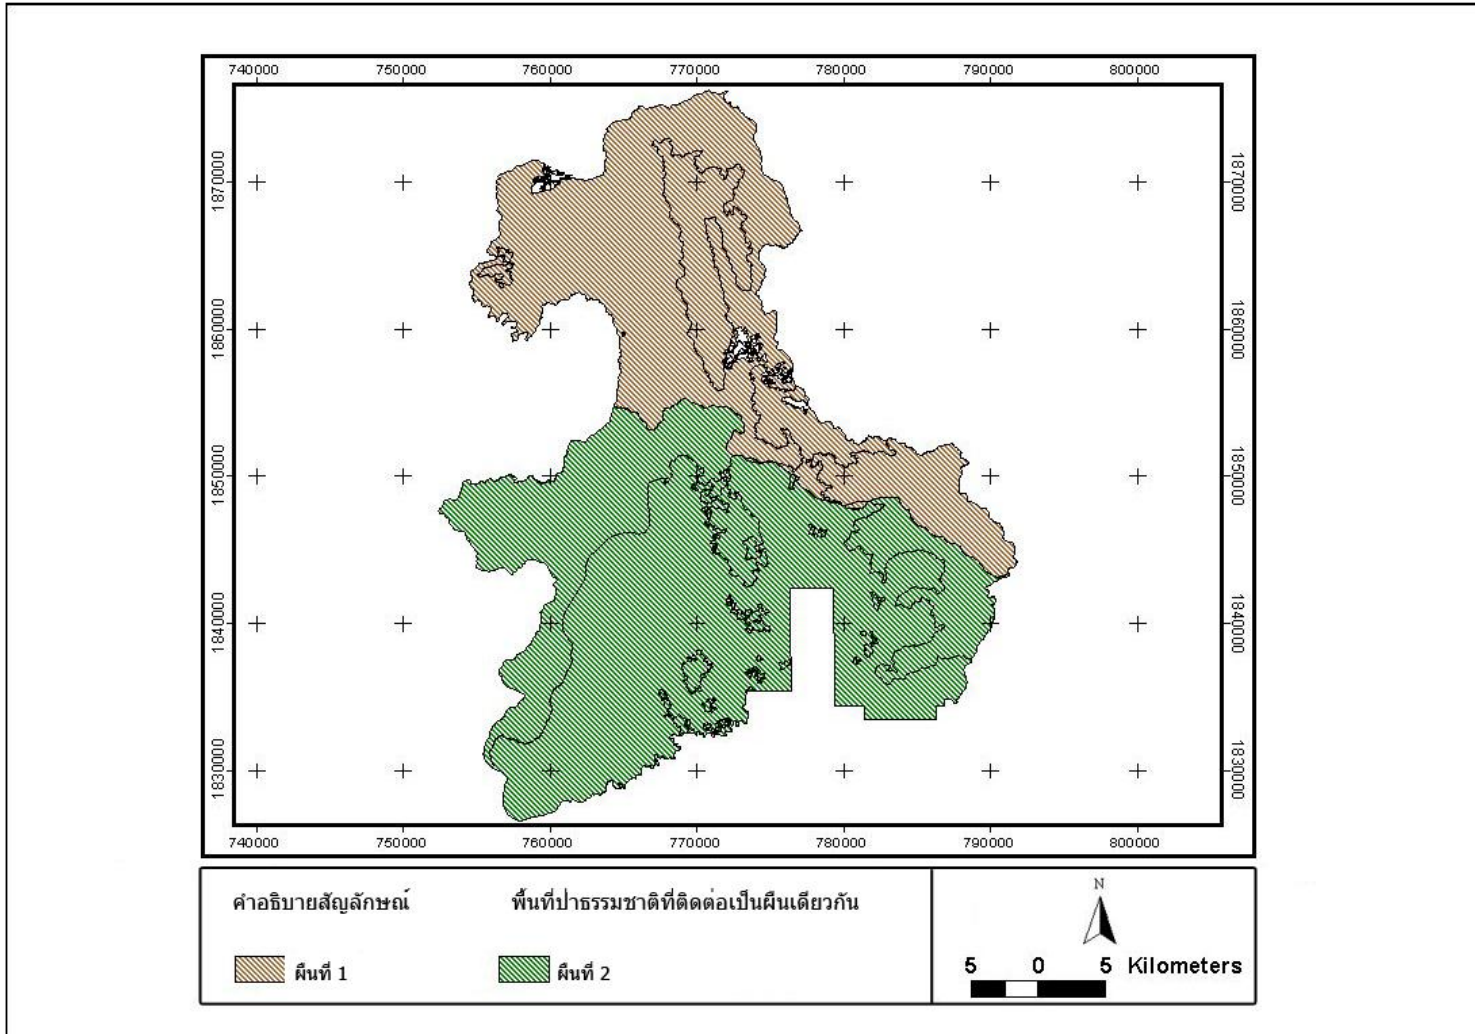 740000 750000 760000 770000 780000 790000 800000
1870000 1870000
1860000 1860000
1850000 1850000
1840000 1840000
1830000 1830000
740000 750000 760000 770000 780000 790000 800000
คำอธิบายสัญลักษณ์ พื้นที่ป่าธรรมชาติที่ติดต่อเป็นผืนเดียวกัน
ผืนที่ 1 ผืนที่ 2
N
5 0 5 Kilometers